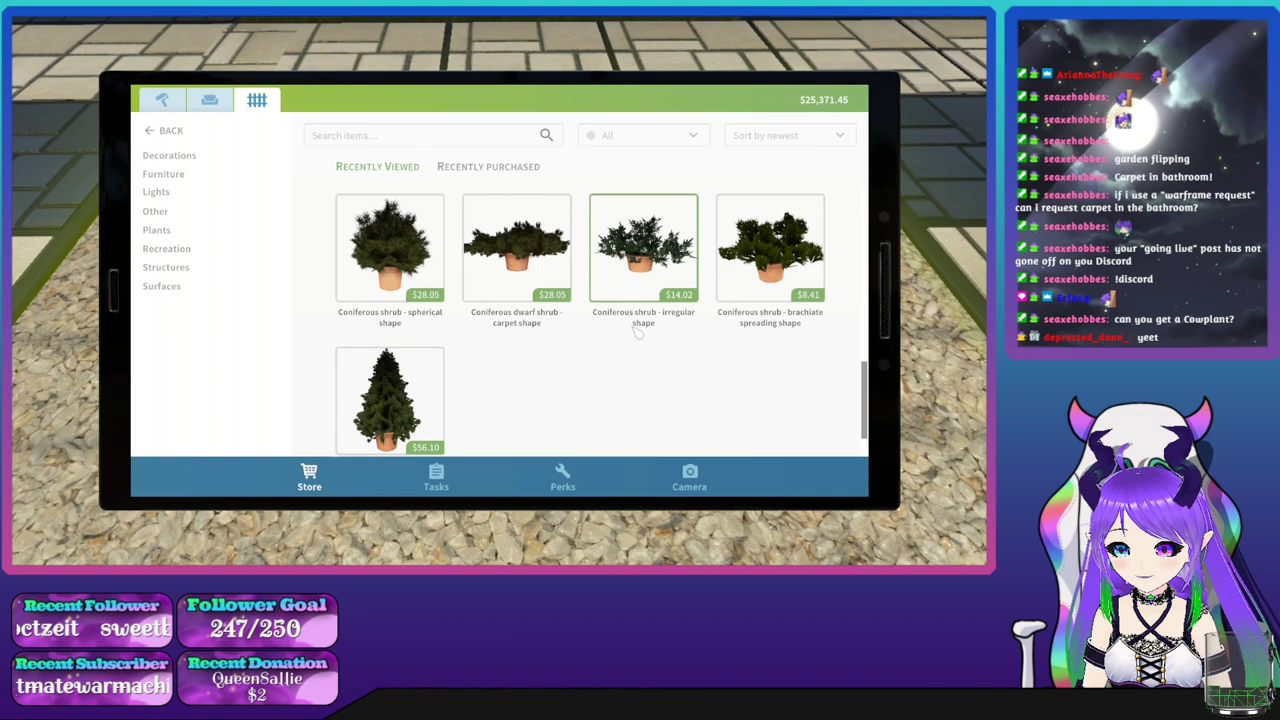 $25,371.45
BACK
Search items...
All
Sort by newest
RECENTLY VIEWED
RECENTLY PURCHASED
Decorations
Furniture
Lights
Other
Plants
Recreation
Structures
Surfaces
$28.05
$28.05
$14.02
$8.41
Coniferous shrub - spherical
shape
Coniferous dwarf shrub -
carpet shape
Coniferous shrub - irregular
shape
Coniferous shrub - brachiate
spreading shape
$56.10
Store
Tasks
Perks
Camera
seaxehobbes:
seaxehobbes:
seaxehobbes:
seaxehobbes: garden flipping
seaxehobbes: Carpet in bathroom!
seaxehobbes: if i use a "warframe request"
can i request carpet in the bathroom?
seaxehobbes:
seaxehobbes: your "going live" post has not
gone off on you Discord
seaxehobbes: !discord
seaxehobbes: can you get a Cowplant?
depressed_dana_: yeet
Recent Follower
Follower Goal
247/250
Recent Subscriber
tmatewarmachi
Recent Donation
QueenSallie
$2